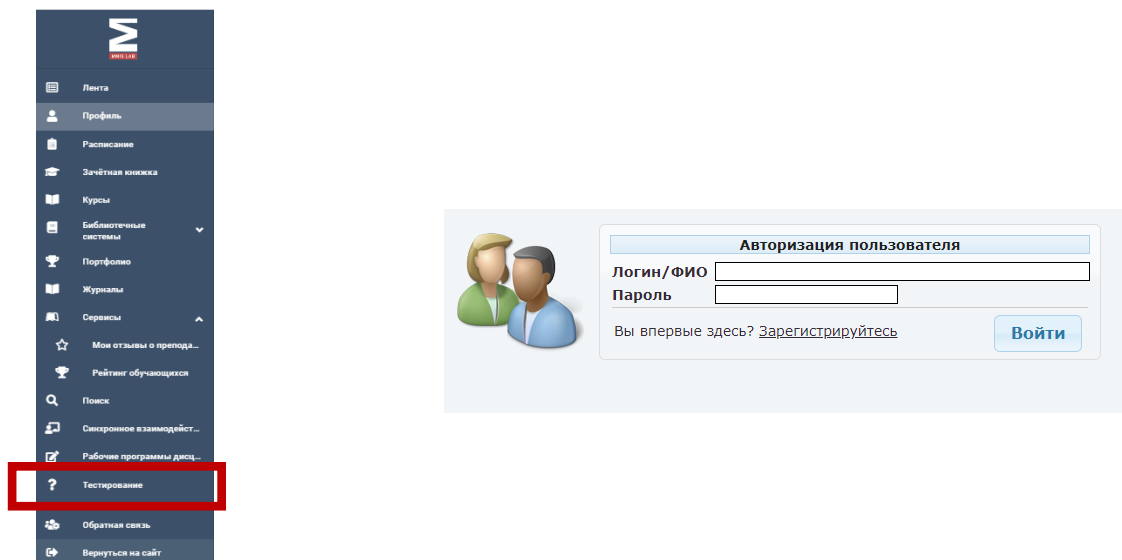 MMIS LAB
Лента
Профиль
Расписание
Зачётная книжка
Курсы
Библиотечные
системы
Портфолио
Журналы
Сервисы
Мои отзывы о препода...
Рейтинг обучающихся
Поиск
Синхронное взаимодейст...
Рабочие программы дисц...
Тестирование
Обратная связь
Вернуться на сайт
Авторизация пользователя
Логин/ФИО
Пароль
Вы впервые здесь? Зарегистрируйтесь
Войти